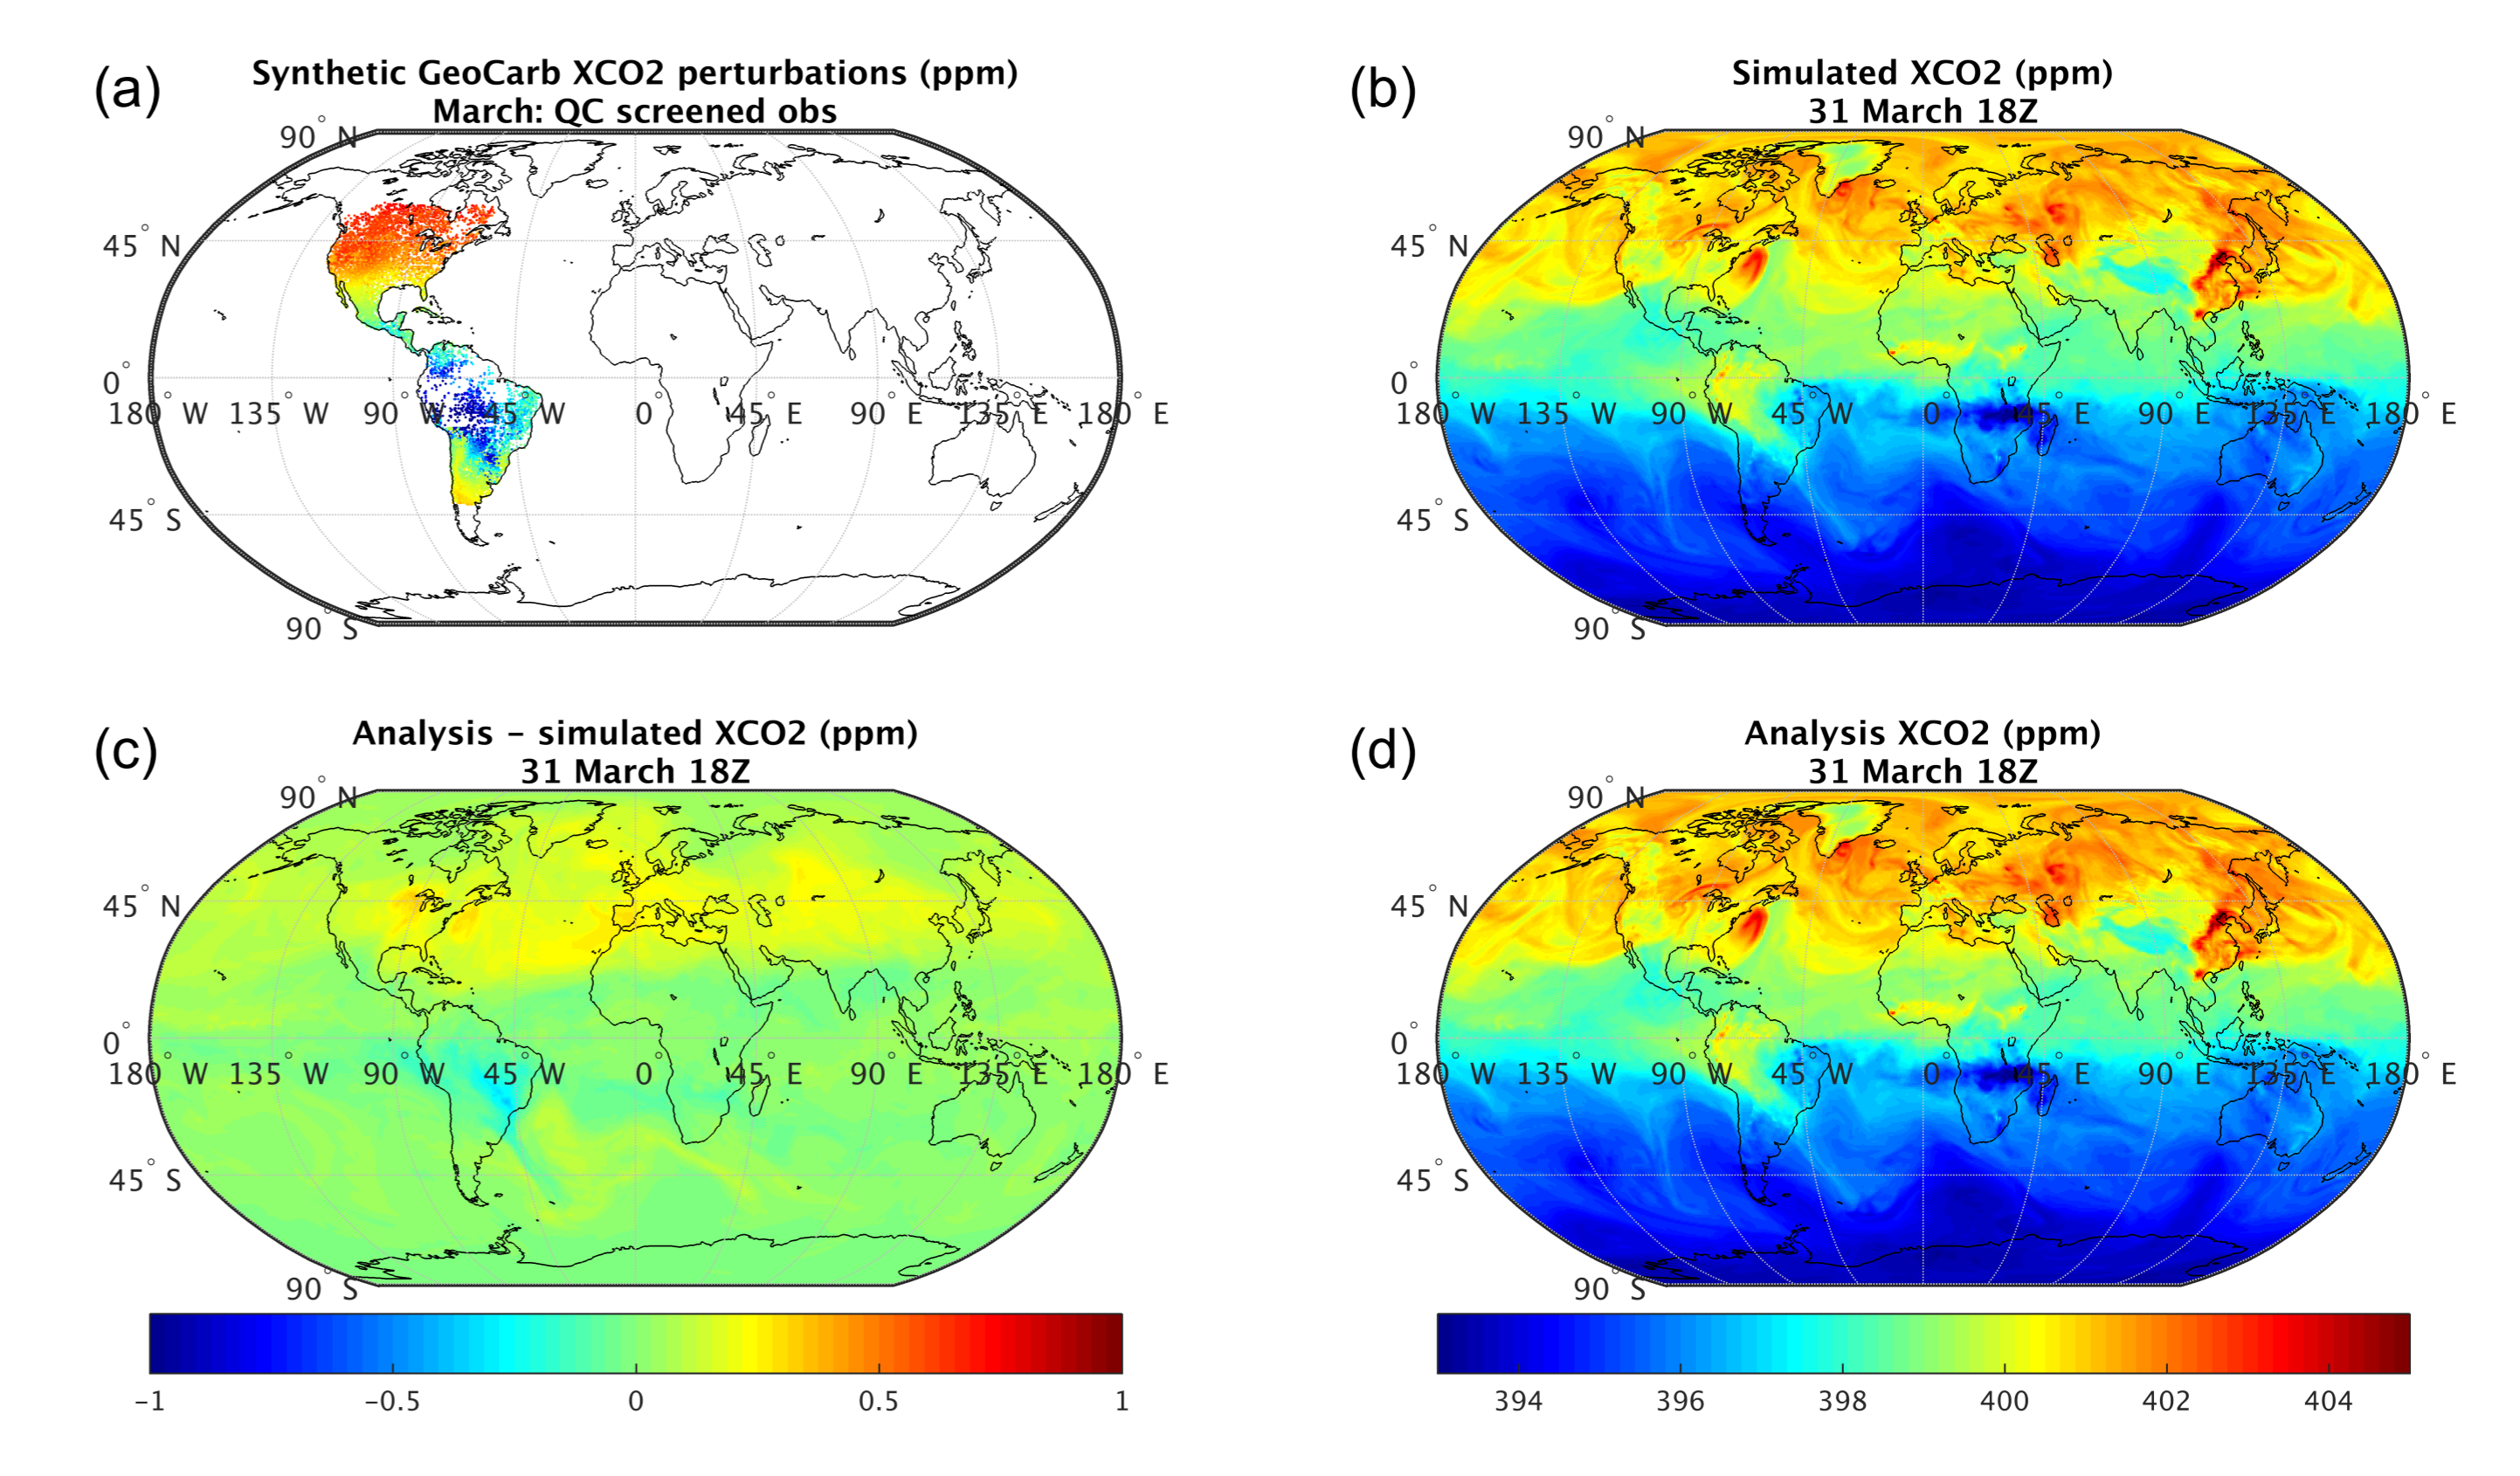 (a)
Synthetic GeoCarb XCO2 perturbations (ppm)
March: QC screened obs
90° N
45° N
0°
180° W 135° W 90° W 45° W 0° 45° E 90° E 135° E 180° E
45° S
90° S
(b)
Simulated XCO2 (ppm)
31 March 18Z
90° N
45° N
0°
180° W 135° W 90° W 45° W 0° 45° E 90° E 135° E 180° E
45° S
90° S
(c)
Analysis – simulated XCO2 (ppm)
31 March 18Z
90° N
45° N
0°
180° W 135° W 90° W 45° W 0° 45° E 90° E 135° E 180° E
45° S
90° S
−1 −0.5 0 0.5 1
(d)
Analysis XCO2 (ppm)
31 March 18Z
90° N
45° N
0°
180° W 135° W 90° W 45° W 0° 45° E 90° E 135° E 180° E
45° S
90° S
394 396 398 400 402 404